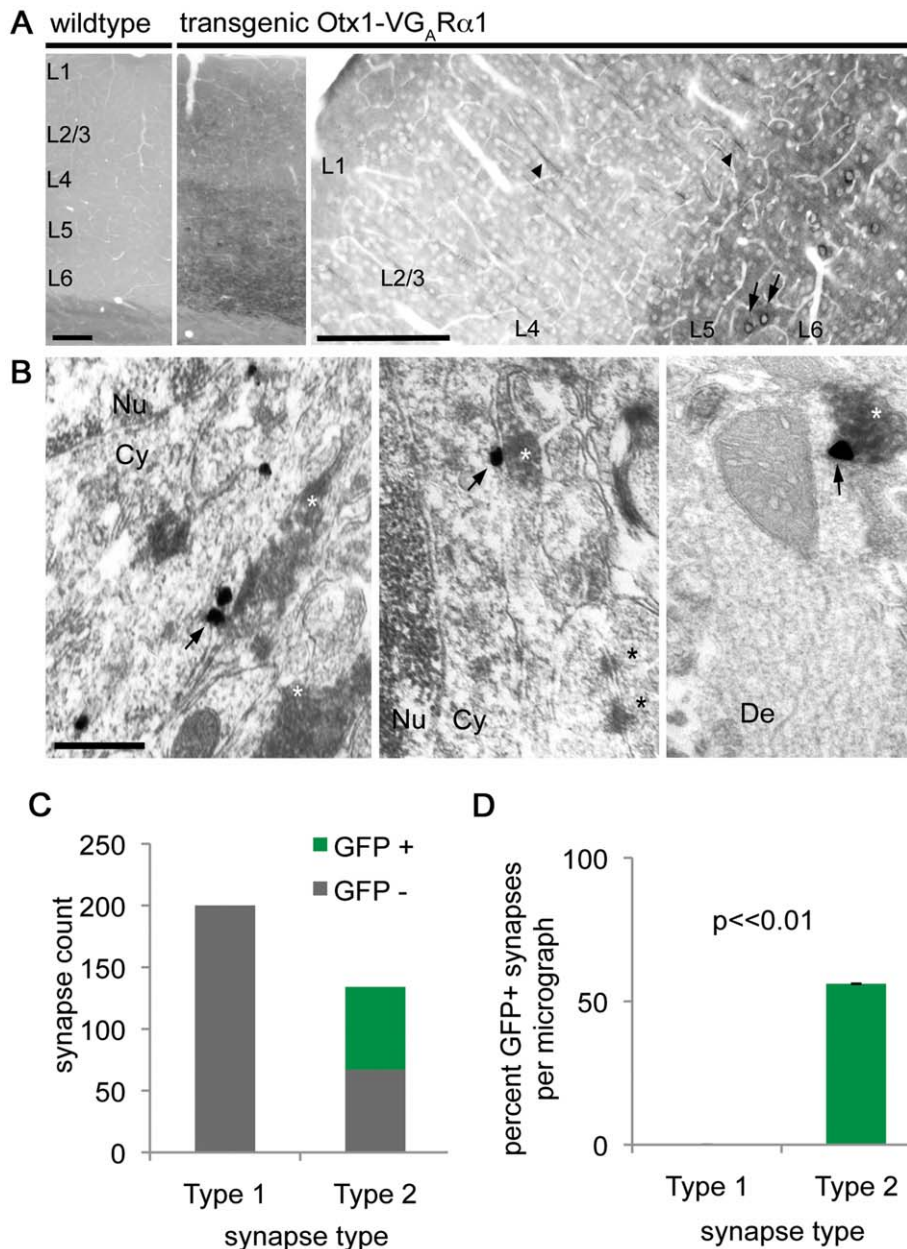 A wildtype transgenic Otx1-VG_ARα1
L1
L2/3
L4
L5
L6
L1
L2/3
L4
L5
L6
B
Nu
Cy
*
*
*
Nu Cy
*
*
*
De
C
250
200
150
100
50
0
synapse count
GFP +
GFP -
Type 1 Type 2
synapse type
D
100
50
0
percent GFP+ synapses
per micrograph
p<<0.01
Type 1 Type 2
synapse type